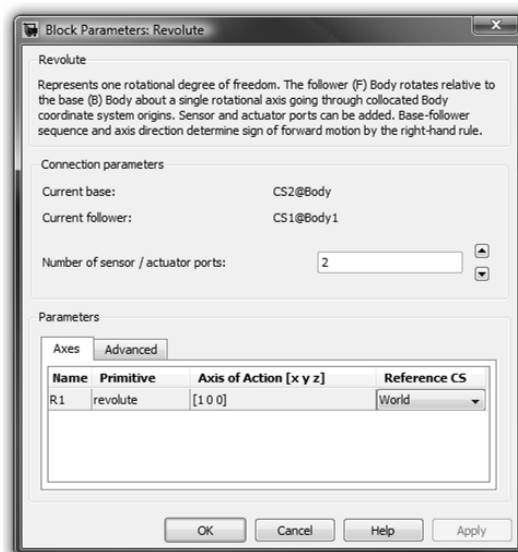 Block Parameters: Revolute
Revolute
Represents one rotational degree of freedom. The follower (F) Body rotates relative to
the base (B) Body about a single rotational axis going through collocated Body
coordinate system origins. Sensor and actuator ports can be added. Base-follower
sequence and axis direction determine sign of forward motion by the right-hand rule.
Connection parameters
Current base: CS2@Body
Current follower: CS1@Body1
Number of sensor / actuator ports: 2
Parameters
Axes Advanced
Name Primitive Axis of Action [x y z] Reference CS
R1 revolute [1 0 0] World
OK Cancel Help Apply